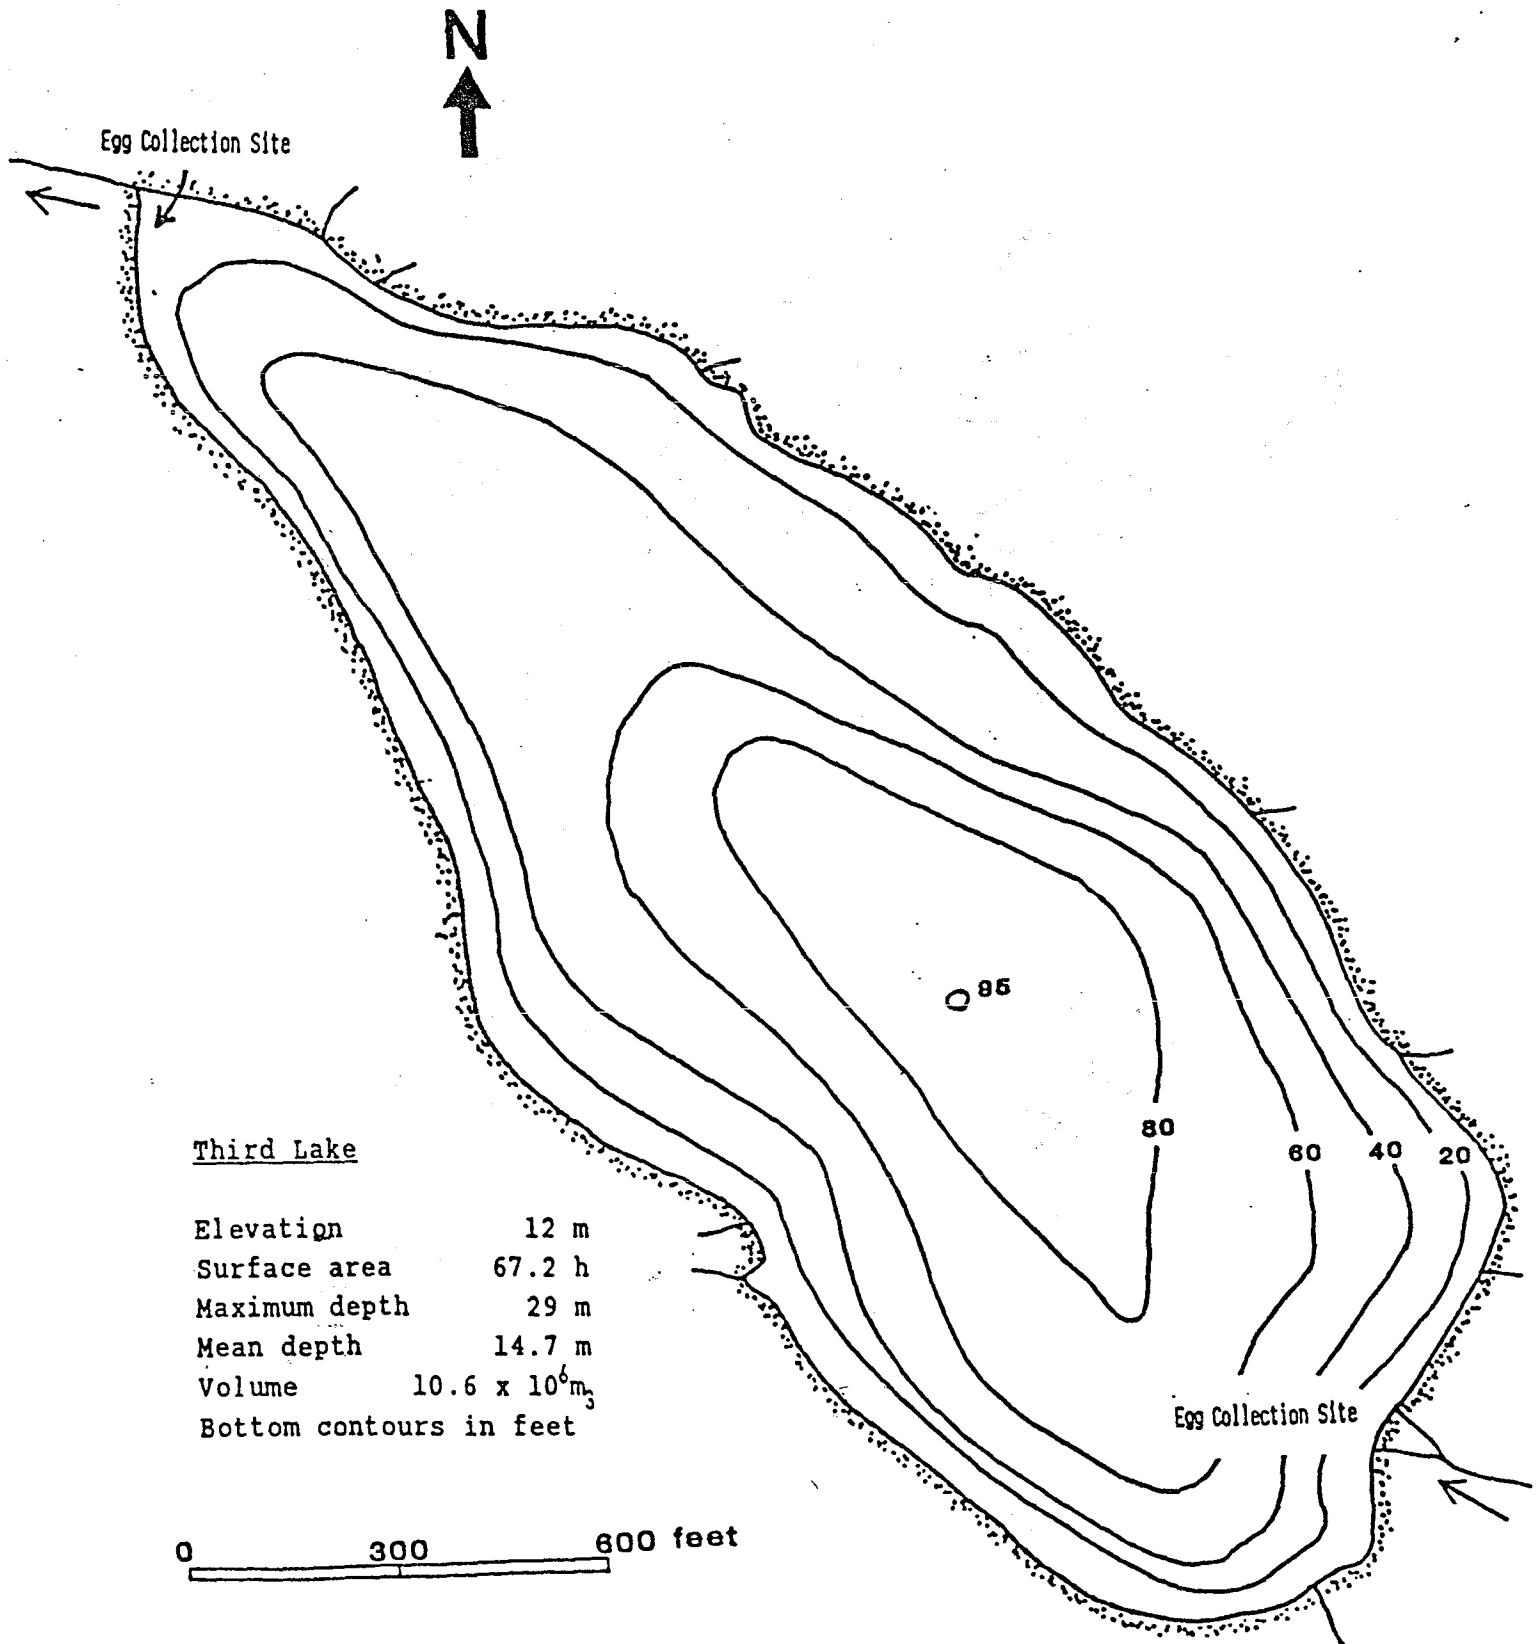 N
Egg Collection Site
95
80
60
40
20
Third Lake
Elevation 12 m
Surface area 67.2 h
Maximum depth 29 m
Mean depth 14.7 m
Volume 10.6 x 10⁶m₃
Bottom contours in feet
Egg Collection Site
0 300 600 feet